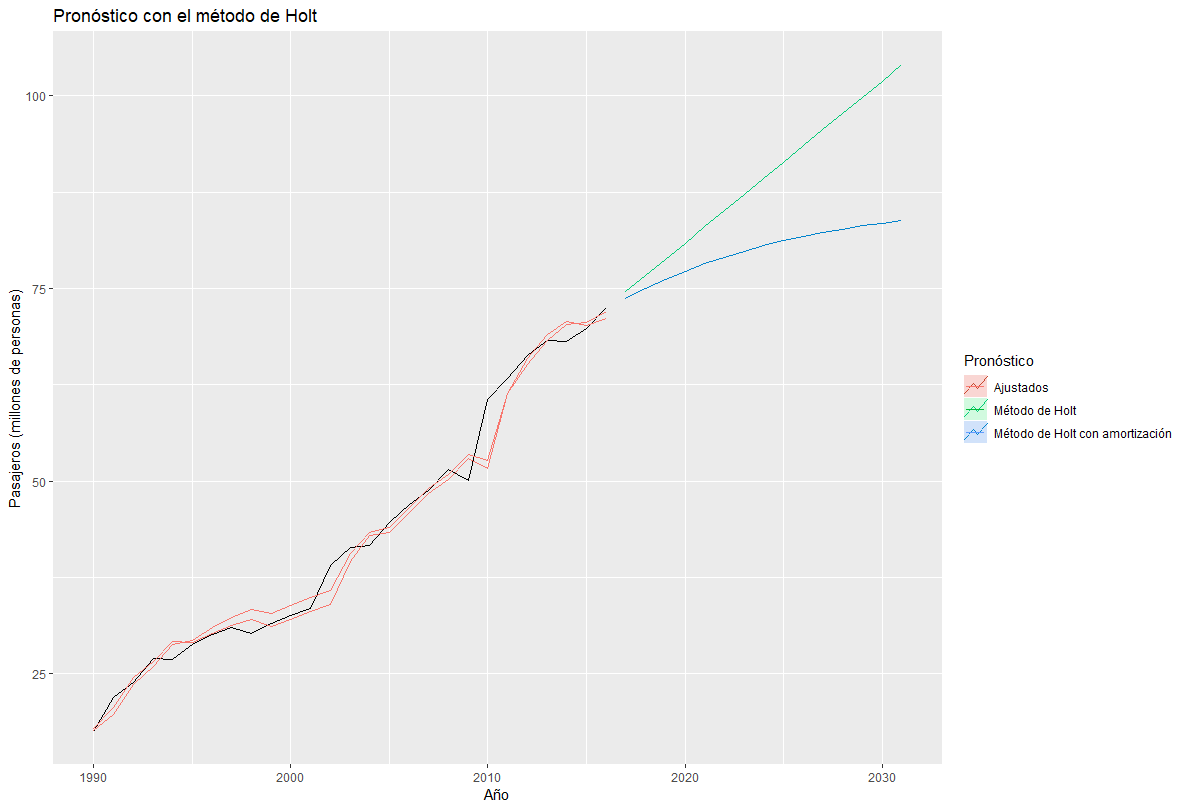 Pronóstico con el método de Holt
Pasajeros (millones de personas)
100
75
50
25
1990
2000
2010
2020
2030
Año
Pronóstico
Ajustados
Método de Holt
Método de Holt con amortización